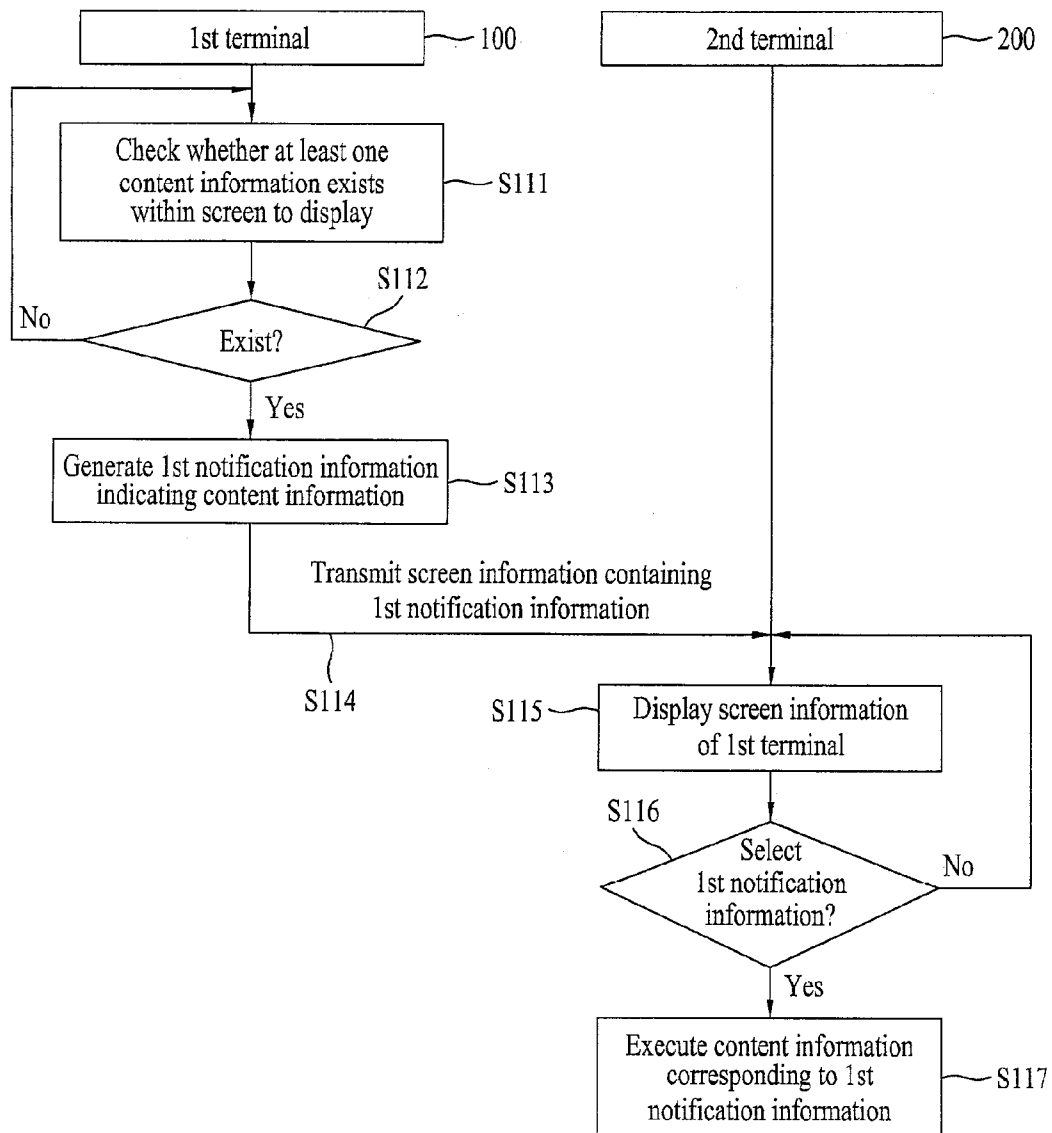 1st terminal
100
2nd terminal
200
Check whether at least one
content information exists
within screen to display
S111
S112
No
Exist?
Yes
Generate 1st notification information
indicating content information
S113
Transmit screen information containing
1st notification information
S114
S115
Display screen information
of 1st terminal
S116
Select
1st notification
information?
No
Yes
Execute content information
corresponding to 1st
notification information
S117